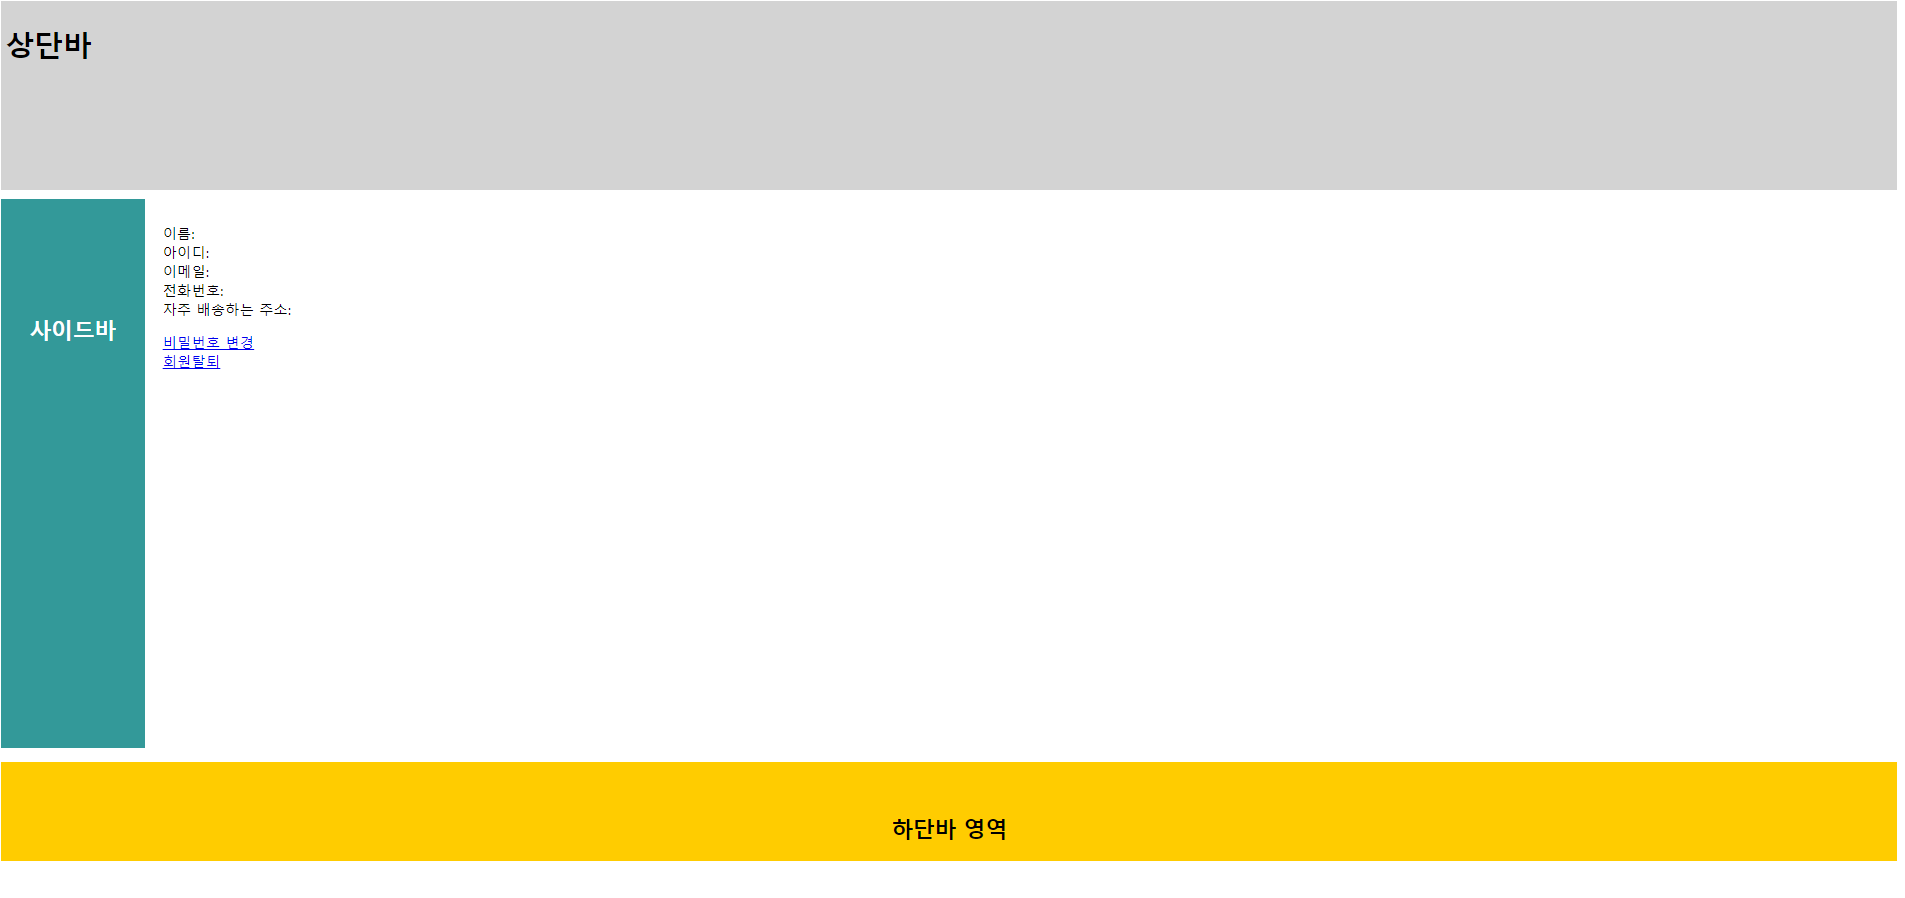 상단바
사이드바
이름:
아이디:
이메일:
전화번호:
자주 배송하는 주소:
비밀번호 변경
회원탈퇴
하단바 영역